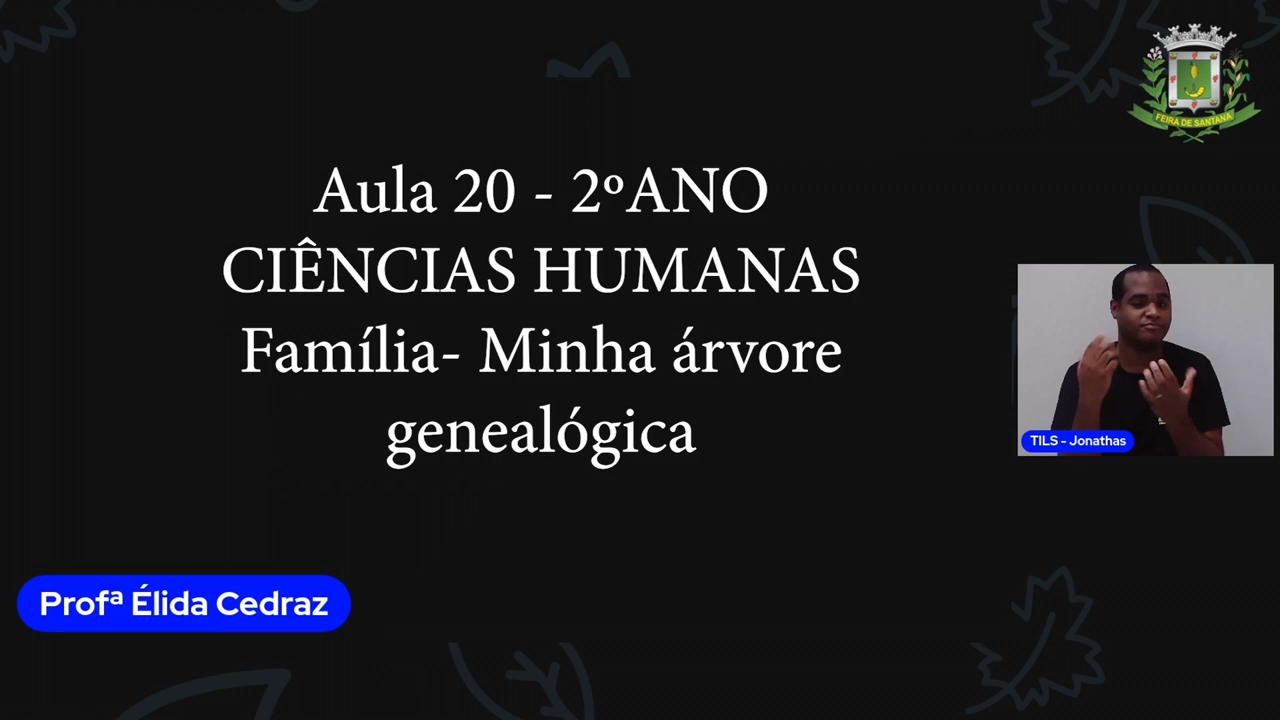 FEIRA DE SANTANA
Aula 20 - 2ºANO
CIÊNCIAS HUMANAS
Família- Minha árvore
genealógica
TILS - Jonathas
Profª Élida Cedraz